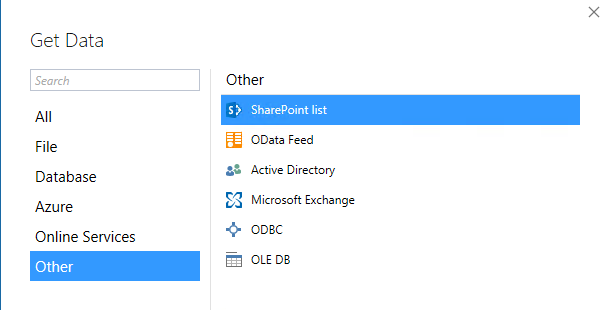 Get Data
Search
All
File
Database
Azure
Online Services
Other
Other
SharePoint list
OData Feed
Active Directory
Microsoft Exchange
ODBC
OLE DB